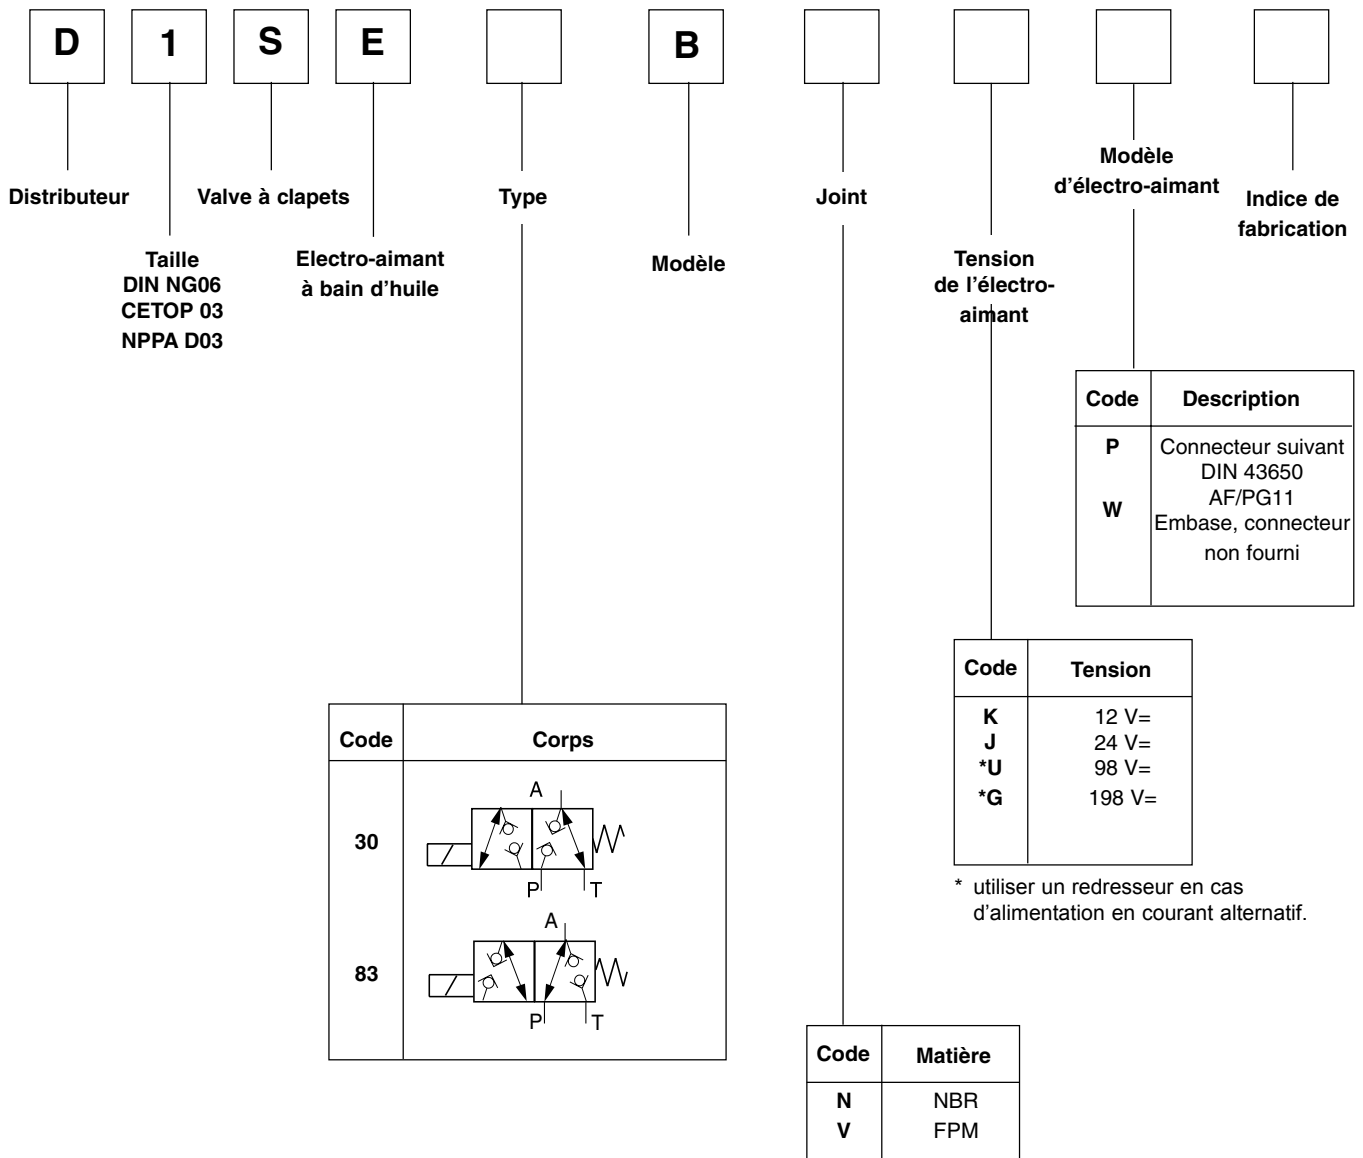 D 1 S E B
Distributeur
Taille
DIN NG06
CETOP 03
NPPA D03
Valve à clapets
Electro-aimant
à bain d'huile
Type
Modèle
Joint
Tension
de l'électro-
aimant
Modèle
d'électro-aimant
Indice de
fabrication
Code Description
P Connecteur suivant
DIN 43650
AF/PG11
W Embase, connecteur
non fourni
Code Tension
K 12 V=
J 24 V=
*U 98 V=
*G 198 V=
* utiliser un redresseur en cas
d'alimentation en courant alternatif.
Code Corps
A
30
P T
A
83
P T
Code Matière
N NBR
V FPM